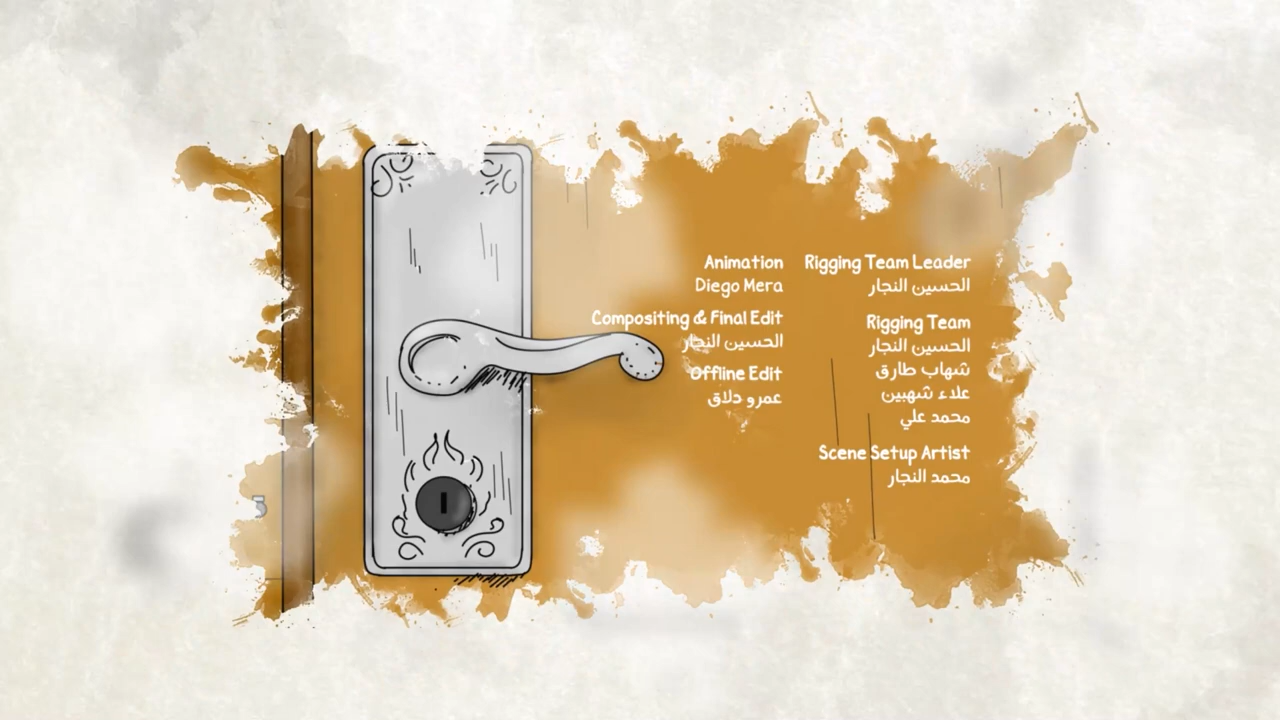 Animation
Diego Mera
Compositing & Final Edit
الحسين النجار
Offline Edit
عمرو دلاق
Rigging Team Leader
الحسين النجار
Rigging Team
الحسين النجار
شهاب طارق
علاء شهبين
محمد علي
Scene Setup Artist
محمد النجار